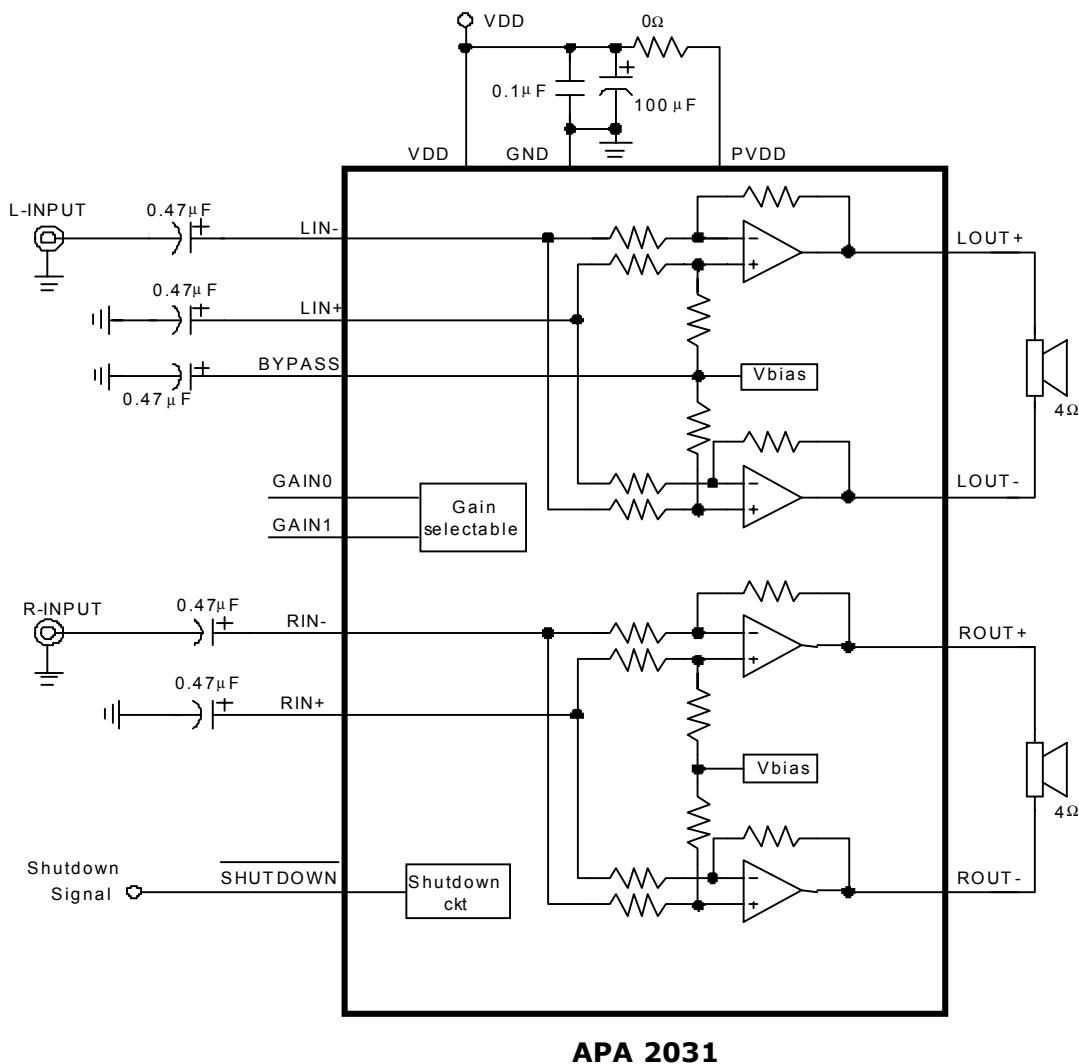 VDD
0Ω
0.1µF
100µF
VDD
GND
PVDD
L-INPUT
0.47µF
LIN-
LOUT+
0.47µF
LIN+
BYPASS
Vbias
0.47µF
4Ω
GAIN0
Gain
selectable
LOUT-
GAIN1
R-INPUT
0.47µF
RIN-
ROUT+
0.47µF
RIN+
Vbias
4Ω
Shutdown
Signal
SHUTDOWN
Shutdown
ckt
ROUT-
APA 2031